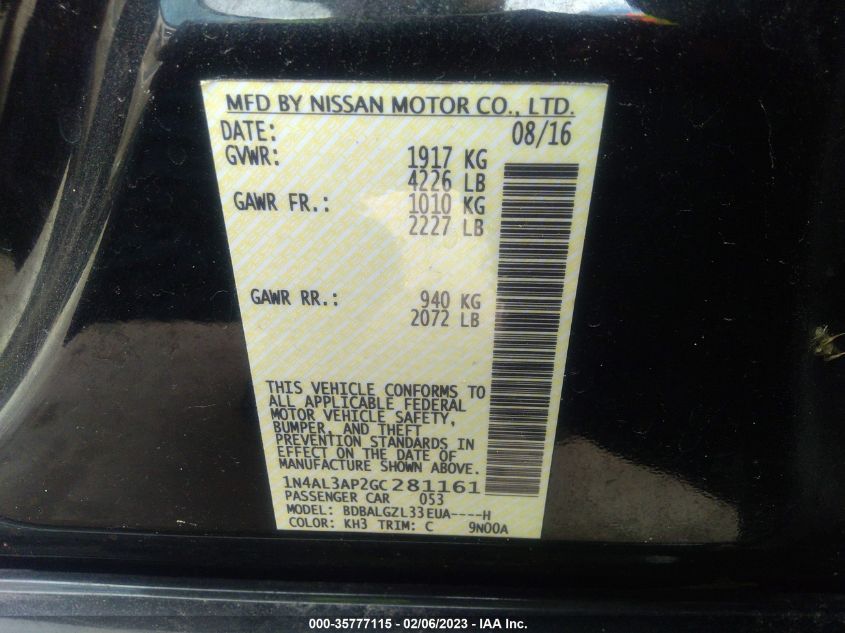 MFD BY NISSAN MOTOR CO., LTD.
DATE: 08/16
GVWR: 1917 KG
4226 LB
GAWR FR.: 1010 KG
2227 LB
GAWR RR.: 940 KG
2072 LB
THIS VEHICLE CONFORMS TO
ALL APPLICABLE FEDERAL
MOTOR VEHICLE SAFETY,
BUMPER, AND THEFT
PREVENTION STANDARDS IN
EFFECT ON THE DATE OF
MANUFACTURE SHOWN ABOVE.
1N4AL3AP2GC281161
PASSENGER CAR 053
MODEL: BDBALGZL33EUA----H
COLOR: KH3 TRIM: C 9N00A
000-35777115 - 02/06/2023 - IAA Inc.